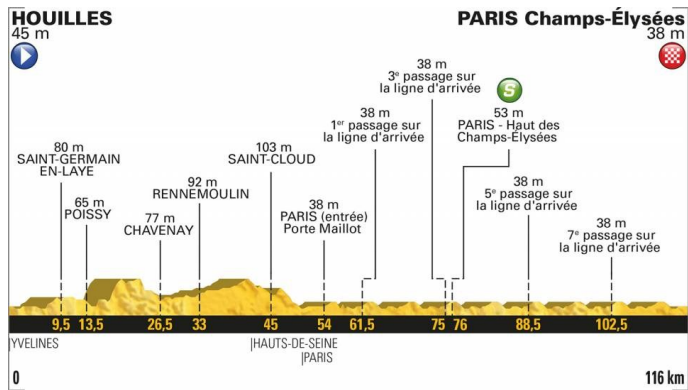 HOUILLES
45 m
PARIS Champs-Élysées
38 m
38 m
3e passage sur
la ligne d'arrivée
S
38 m
1er passage sur
la ligne d'arrivée
53 m
PARIS - Haut des
Champs-Élysées
80 m
SAINT-GERMAIN
EN-LAYE
103 m
SAINT-CLOUD
92 m
RENNEMOULIN
65 m
POISSY
77 m
CHAVENAY
38 m
PARIS (entrée)
Porte Maillot
38 m
5e passage sur
la ligne d'arrivée
38 m
7e passage sur
la ligne d'arrivée
9,5 13,5 26,5 33 45 54 61,5 75 76 88,5 102,5
YVELINES
HAUTS-DE-SEINE
PARIS
0
116 km